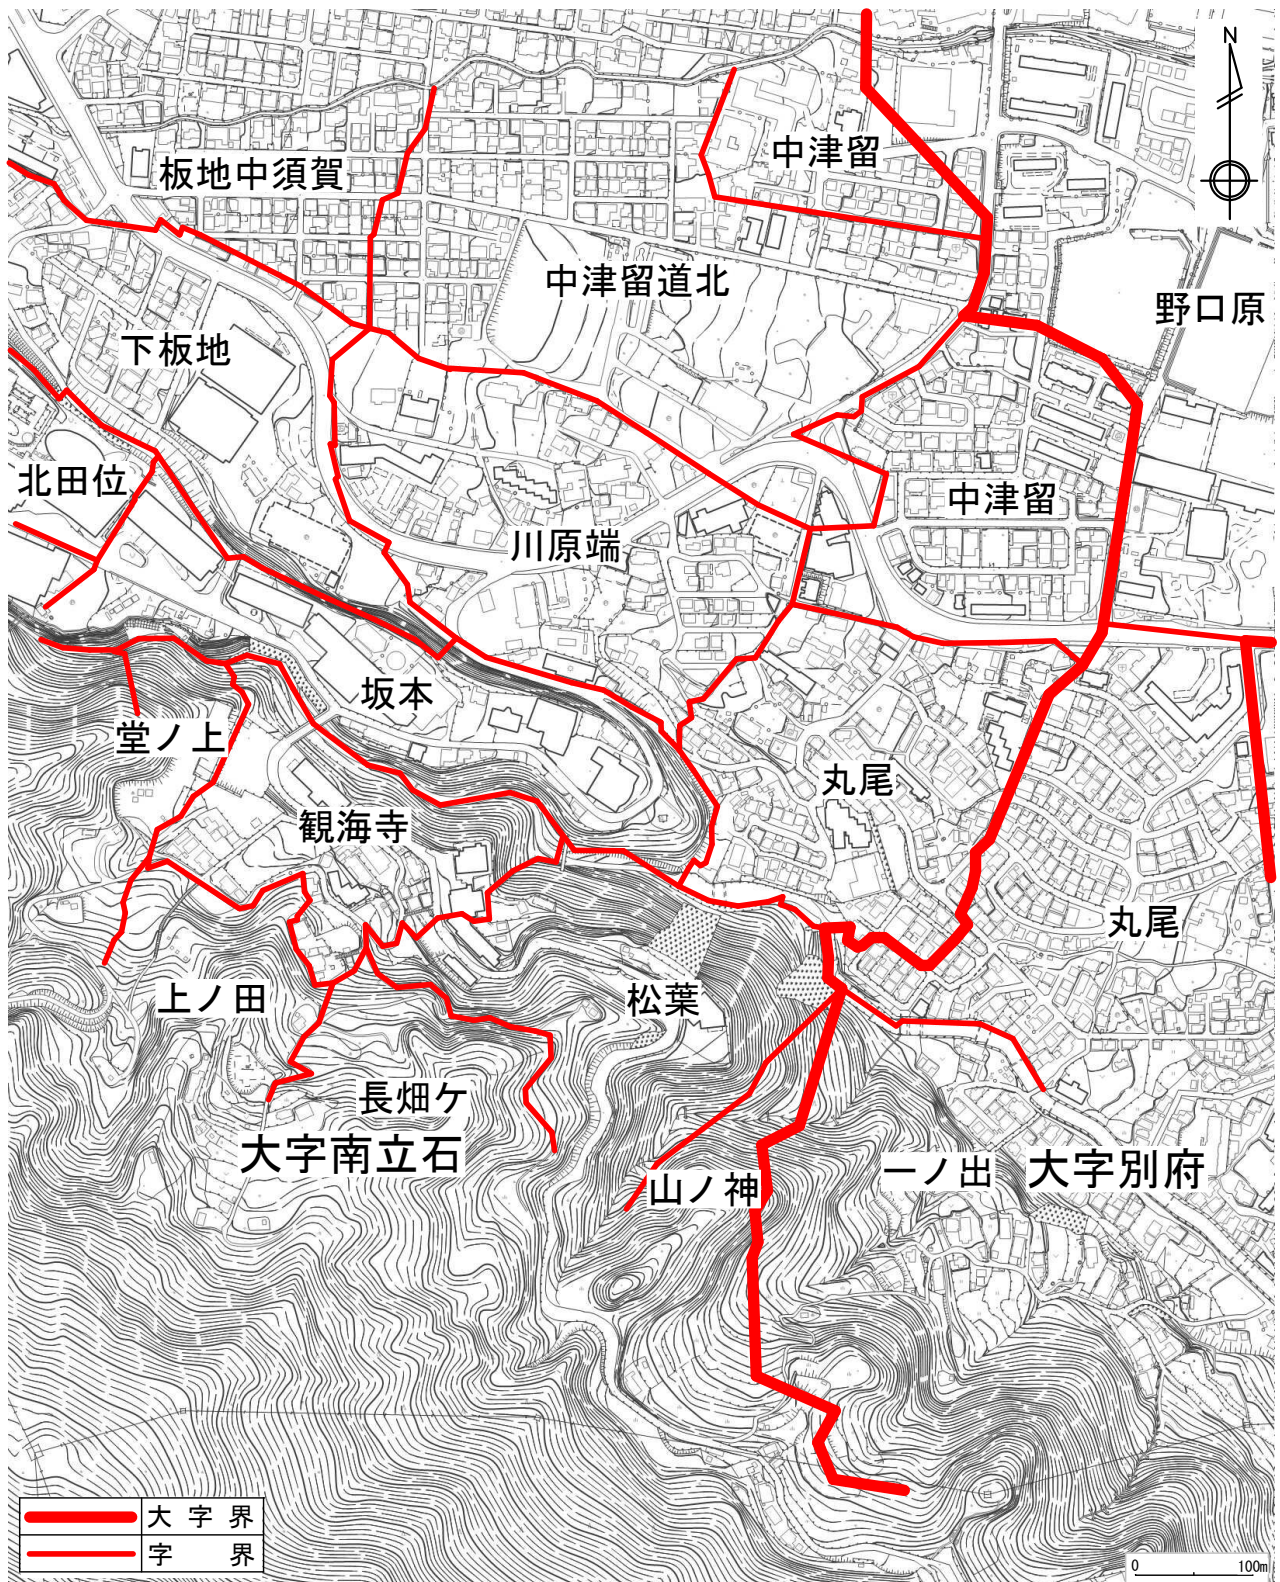 N
中津留
板地中須賀
中津留道北
野口原
下板地
北田位
中津留
川原端
坂本
堂ノ上
丸尾
観海寺
丸尾
上ノ田
松葉
長畑ケ
大字南立石
一ノ出
大字別府
山ノ神
大字界
字界
0 100m